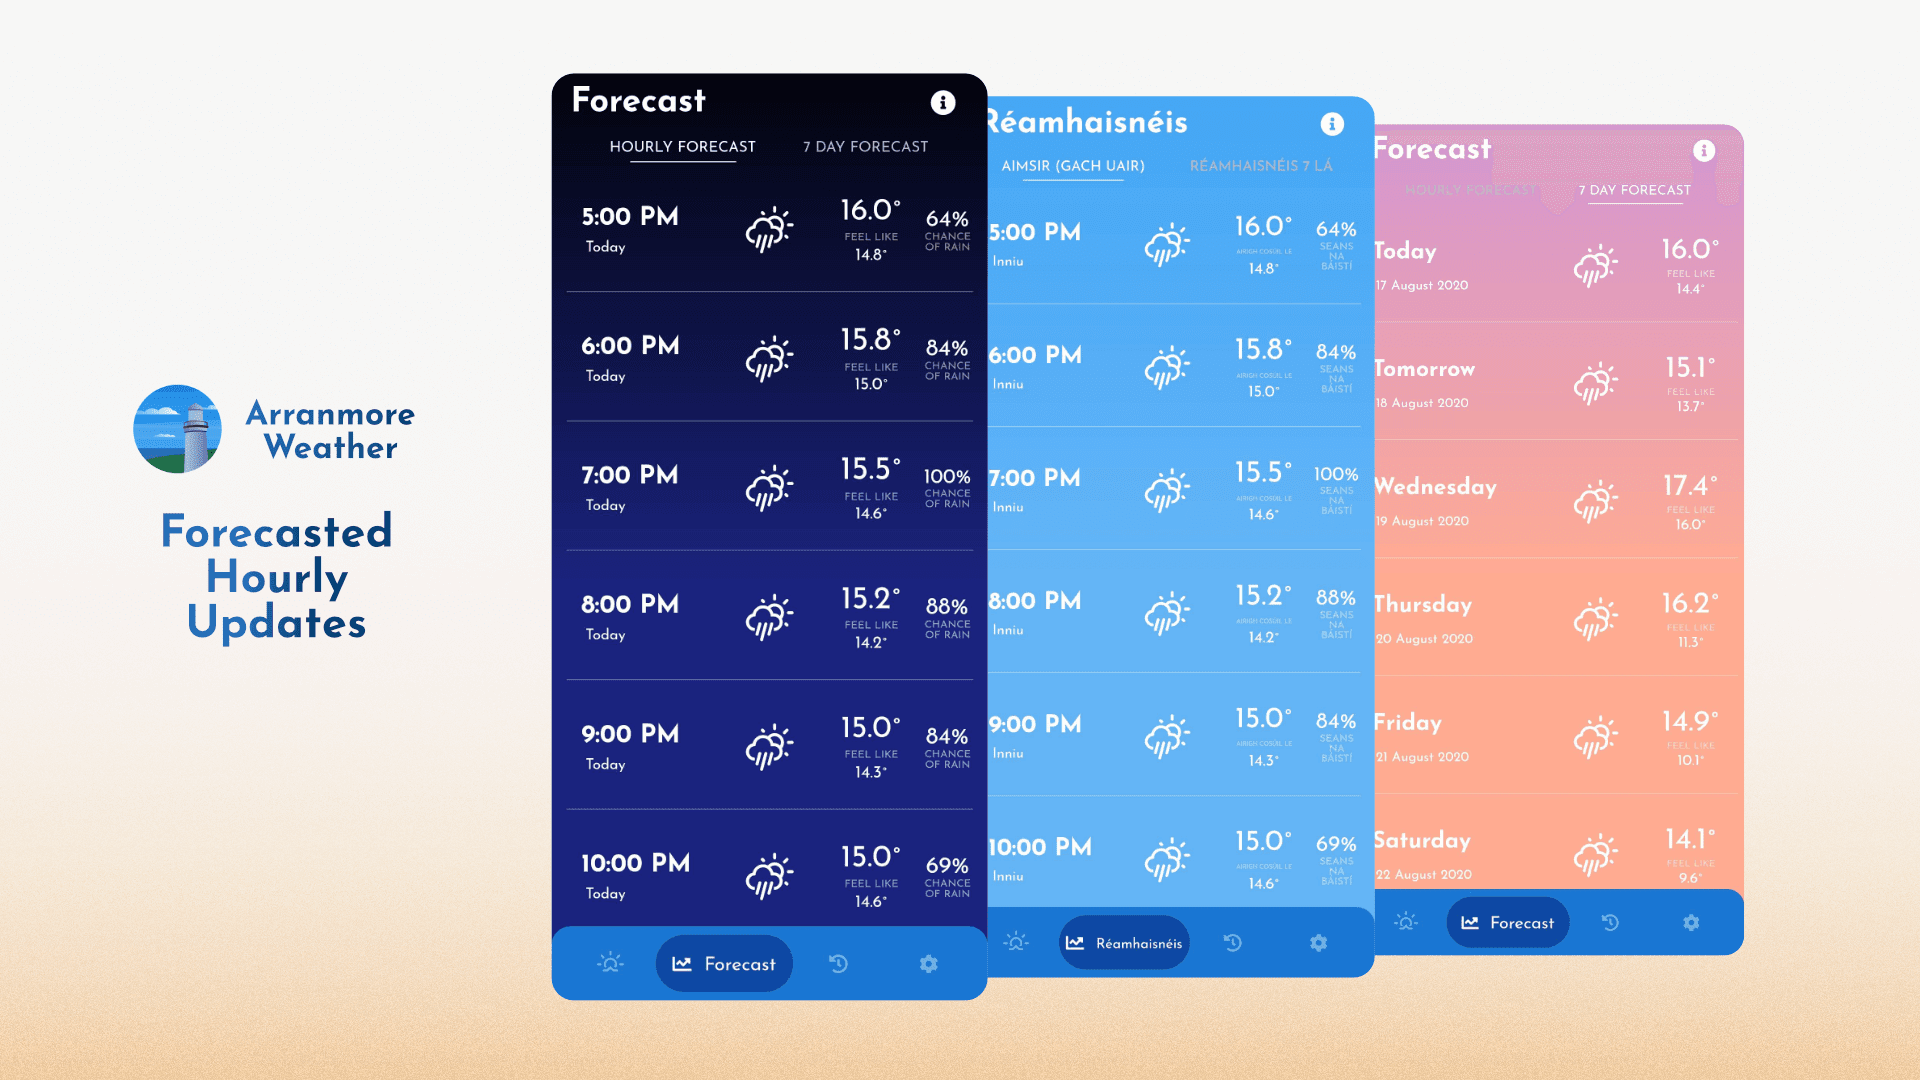 Arranmore
Weather
Forecasted
Hourly
Updates
Forecast
HOURLY FORECAST
7 DAY FORECAST
5:00 PM
Today
16.0°
FEEL LIKE
14.8°
64%
CHANCE
OF RAIN
6:00 PM
Today
15.8°
FEEL LIKE
15.0°
84%
CHANCE
OF RAIN
7:00 PM
Today
15.5°
FEEL LIKE
14.6°
100%
CHANCE
OF RAIN
8:00 PM
Today
15.2°
FEEL LIKE
14.2°
88%
CHANCE
OF RAIN
9:00 PM
Today
15.0°
FEEL LIKE
14.3°
84%
CHANCE
OF RAIN
10:00 PM
Today
15.0°
FEEL LIKE
14.6°
69%
CHANCE
OF RAIN
Forecast
Réamhaisnéis
AIMSIR (GACH UAIR)
RÉAMHAISNÉIS 7 LÁ
5:00 PM
Inniu
16.0°
AIRIGH COSÚIL LE
14.8°
64%
SEANS
NA
BÁISTÍ
6:00 PM
Inniu
15.8°
AIRIGH COSÚIL LE
15.0°
84%
SEANS
NA
BÁISTÍ
7:00 PM
Inniu
15.5°
AIRIGH COSÚIL LE
14.6°
100%
SEANS
NA
BÁISTÍ
8:00 PM
Inniu
15.2°
AIRIGH COSÚIL LE
14.2°
88%
SEANS
NA
BÁISTÍ
9:00 PM
Inniu
15.0°
AIRIGH COSÚIL LE
14.3°
84%
SEANS
NA
BÁISTÍ
10:00 PM
Inniu
15.0°
AIRIGH COSÚIL LE
14.6°
69%
SEANS
NA
BÁISTÍ
Réamhaisnéis
Forecast
HOURLY FORECAST
7 DAY FORECAST
Today
17 August 2020
16.0°
FEEL LIKE
14.4°
Tomorrow
18 August 2020
15.1°
FEEL LIKE
13.7°
Wednesday
19 August 2020
17.4°
FEEL LIKE
16.0°
Thursday
20 August 2020
16.2°
FEEL LIKE
11.3°
Friday
21 August 2020
14.9°
FEEL LIKE
10.1°
Saturday
22 August 2020
14.1°
FEEL LIKE
9.6°
Forecast